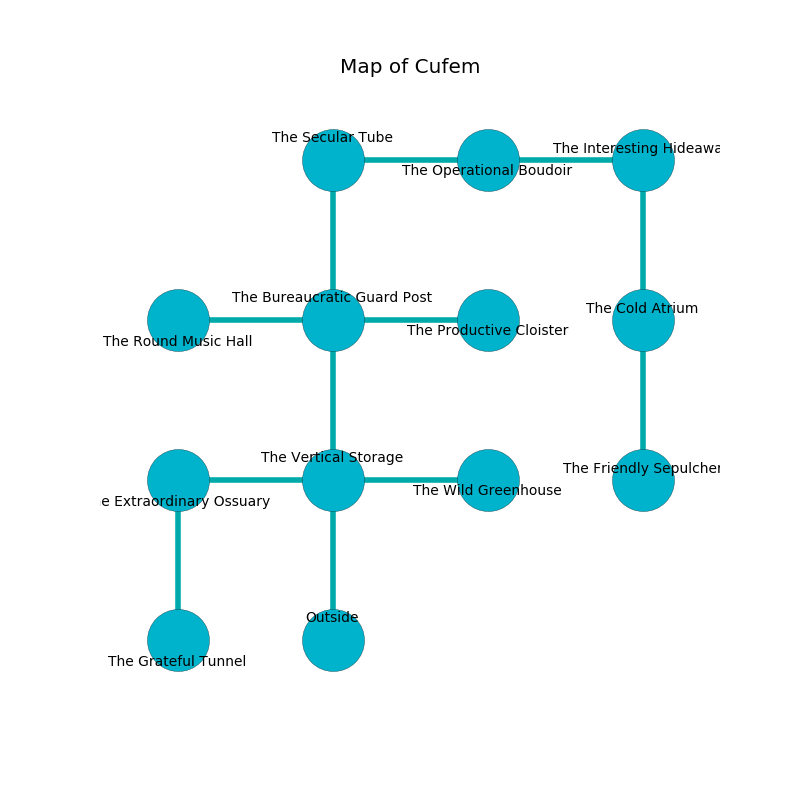 Map of Cufem
The Secular Tube
The Interesting Hideawa
The Operational Boudoir
The Bureaucratic Guard Post
The Cold Atrium
The Productive Cloister
The Round Music Hall
The Vertical Storage
The Friendly Sepulcher
The Wild Greenhouse
e Extraordinary Ossuary
Outside
The Grateful Tunnel